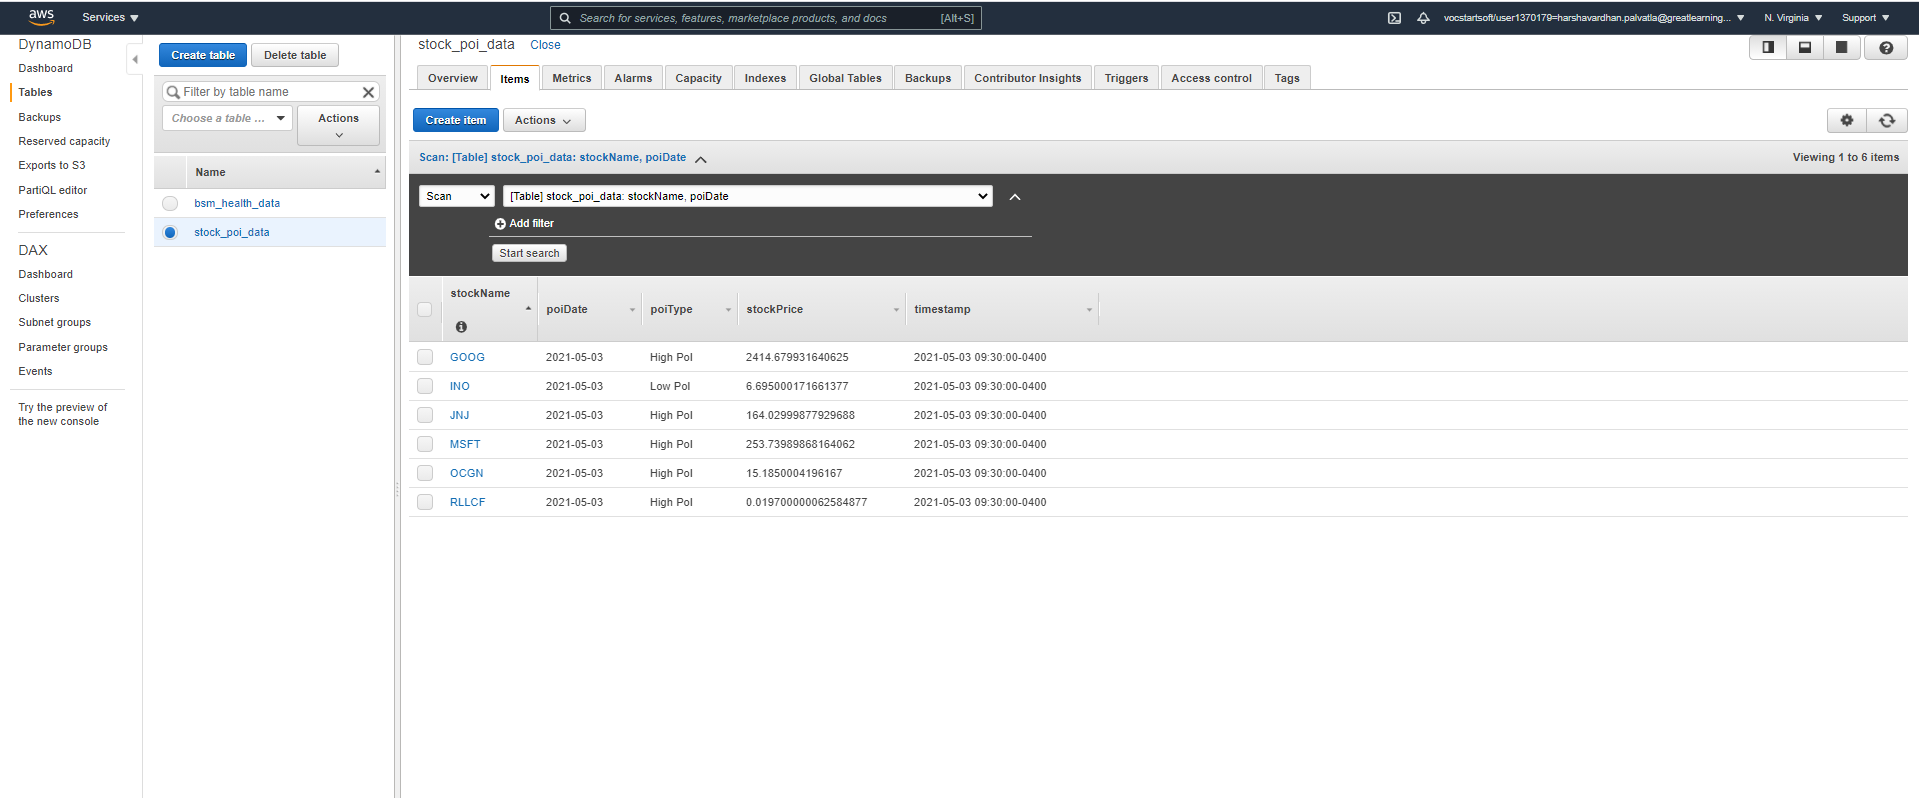 aws
Services
Search for services, features, marketplace products, and docs [Alt+S]
vocstartsoft/user1370179=harshavardhan.palvatla@greatlearning...
N. Virginia
Support
DynamoDB
Dashboard
Tables
Backups
Reserved capacity
Exports to S3
PartiQL editor
Preferences
DAX
Dashboard
Clusters
Subnet groups
Parameter groups
Events
Try the preview of
the new console
Create table Delete table
Filter by table name
Choose a table ... Actions
Name
bsm_health_data
stock_poi_data
stock_poi_data Close
Overview Items Metrics Alarms Capacity Indexes Global Tables Backups Contributor Insights Triggers Access control Tags
Create item Actions
Scan: [Table] stock_poi_data: stockName, poiDate Viewing 1 to 6 items
Scan [Table] stock_poi_data: stockName, poiDate
Add filter
Start search
stockName poiDate poiType stockPrice timestamp
GOOG 2021-05-03 High PoI 2414.679931640625 2021-05-03 09:30:00-0400
INO 2021-05-03 Low PoI 6.695000171661377 2021-05-03 09:30:00-0400
JNJ 2021-05-03 High PoI 164.02999877929688 2021-05-03 09:30:00-0400
MSFT 2021-05-03 High PoI 253.73989868164062 2021-05-03 09:30:00-0400
OCGN 2021-05-03 High PoI 15.1850004196167 2021-05-03 09:30:00-0400
RLLCF 2021-05-03 High PoI 0.019700000062584877 2021-05-03 09:30:00-0400